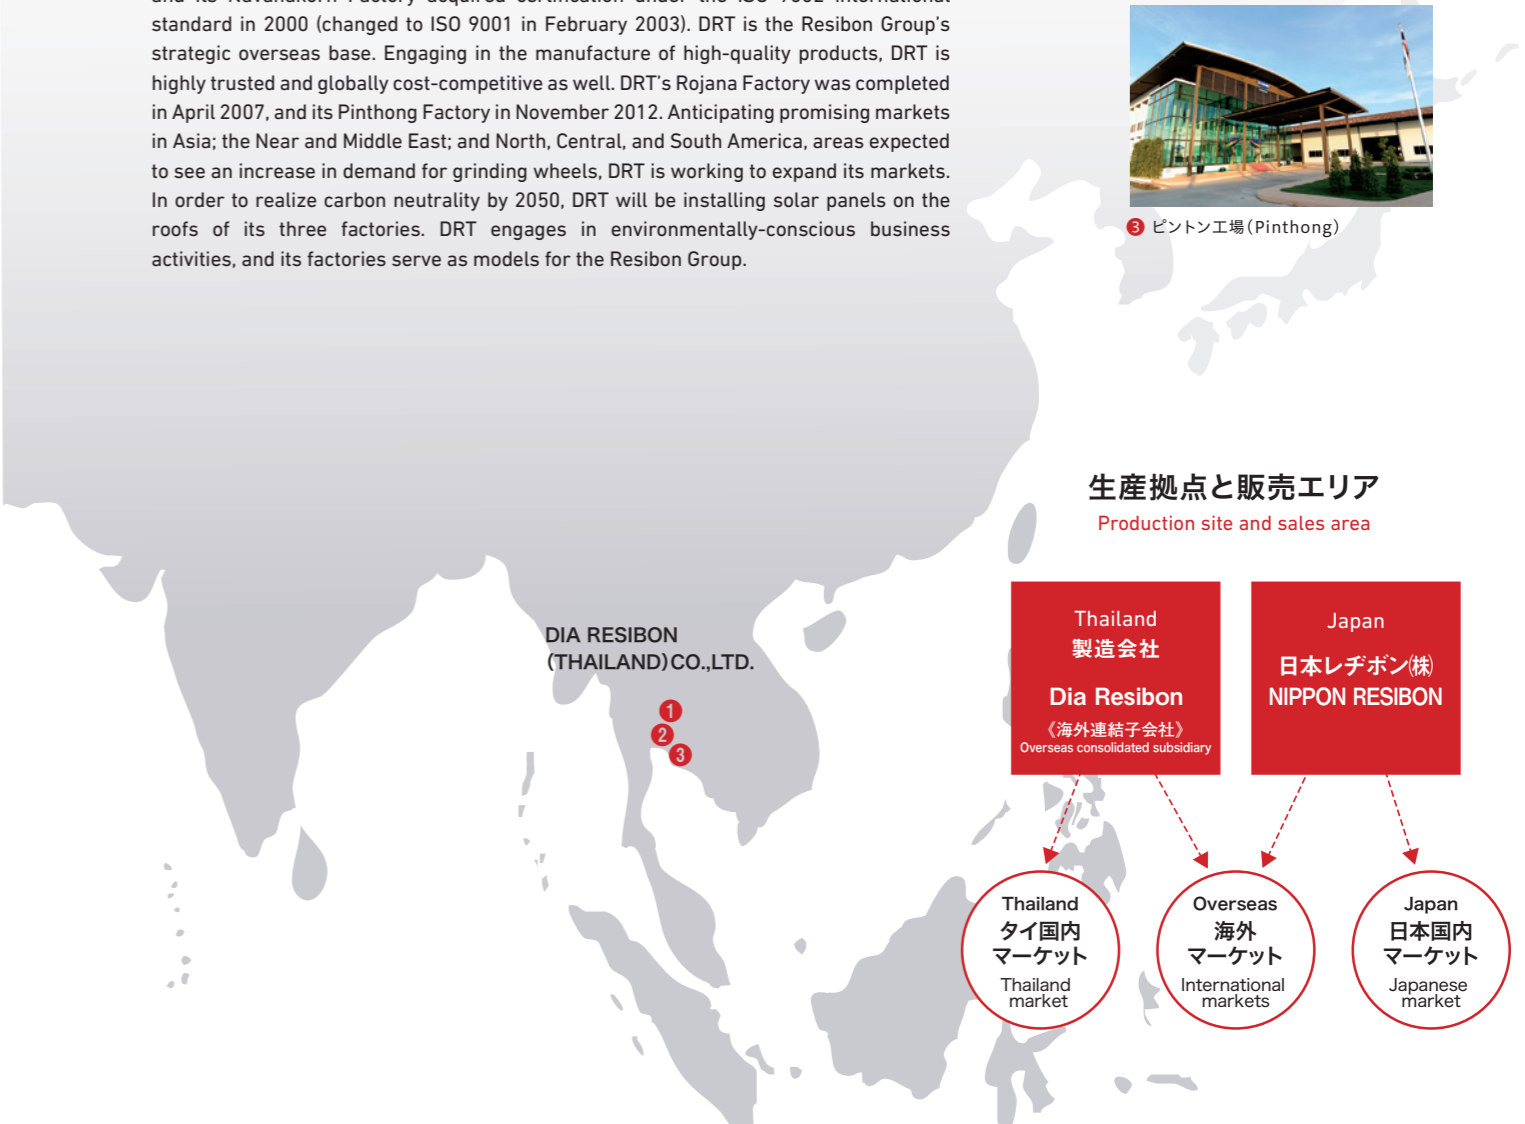 standard in 2000 (changed to ISO 9001 in February 2003). DRT is the Resibon Group's
strategic overseas base. Engaging in the manufacture of high-quality products, DRT is
highly trusted and globally cost-competitive as well. DRT's Rojana Factory was completed
in April 2007, and its Pinthong Factory in November 2012. Anticipating promising markets
in Asia; the Near and Middle East; and North, Central, and South America, areas expected
to see an increase in demand for grinding wheels, DRT is working to expand its markets.
In order to realize carbon neutrality by 2050, DRT will be installing solar panels on the
roofs of its three factories. DRT engages in environmentally-conscious business
activities, and its factories serve as models for the Resibon Group.
3 ピントン工場(Pinthong)
生産拠点と販売エリア
Production site and sales area
DIA RESIBON
(THAILAND)CO.,LTD.
1
2
3
Thailand
製造会社
Dia Resibon
《海外連結子会社》
Overseas consolidated subsidiary
Japan
日本レヂボン㈱
NIPPON RESIBON
Thailand
タイ国内
マーケット
Thailand
market
Overseas
海外
マーケット
International
markets
Japan
日本国内
マーケット
Japanese
market